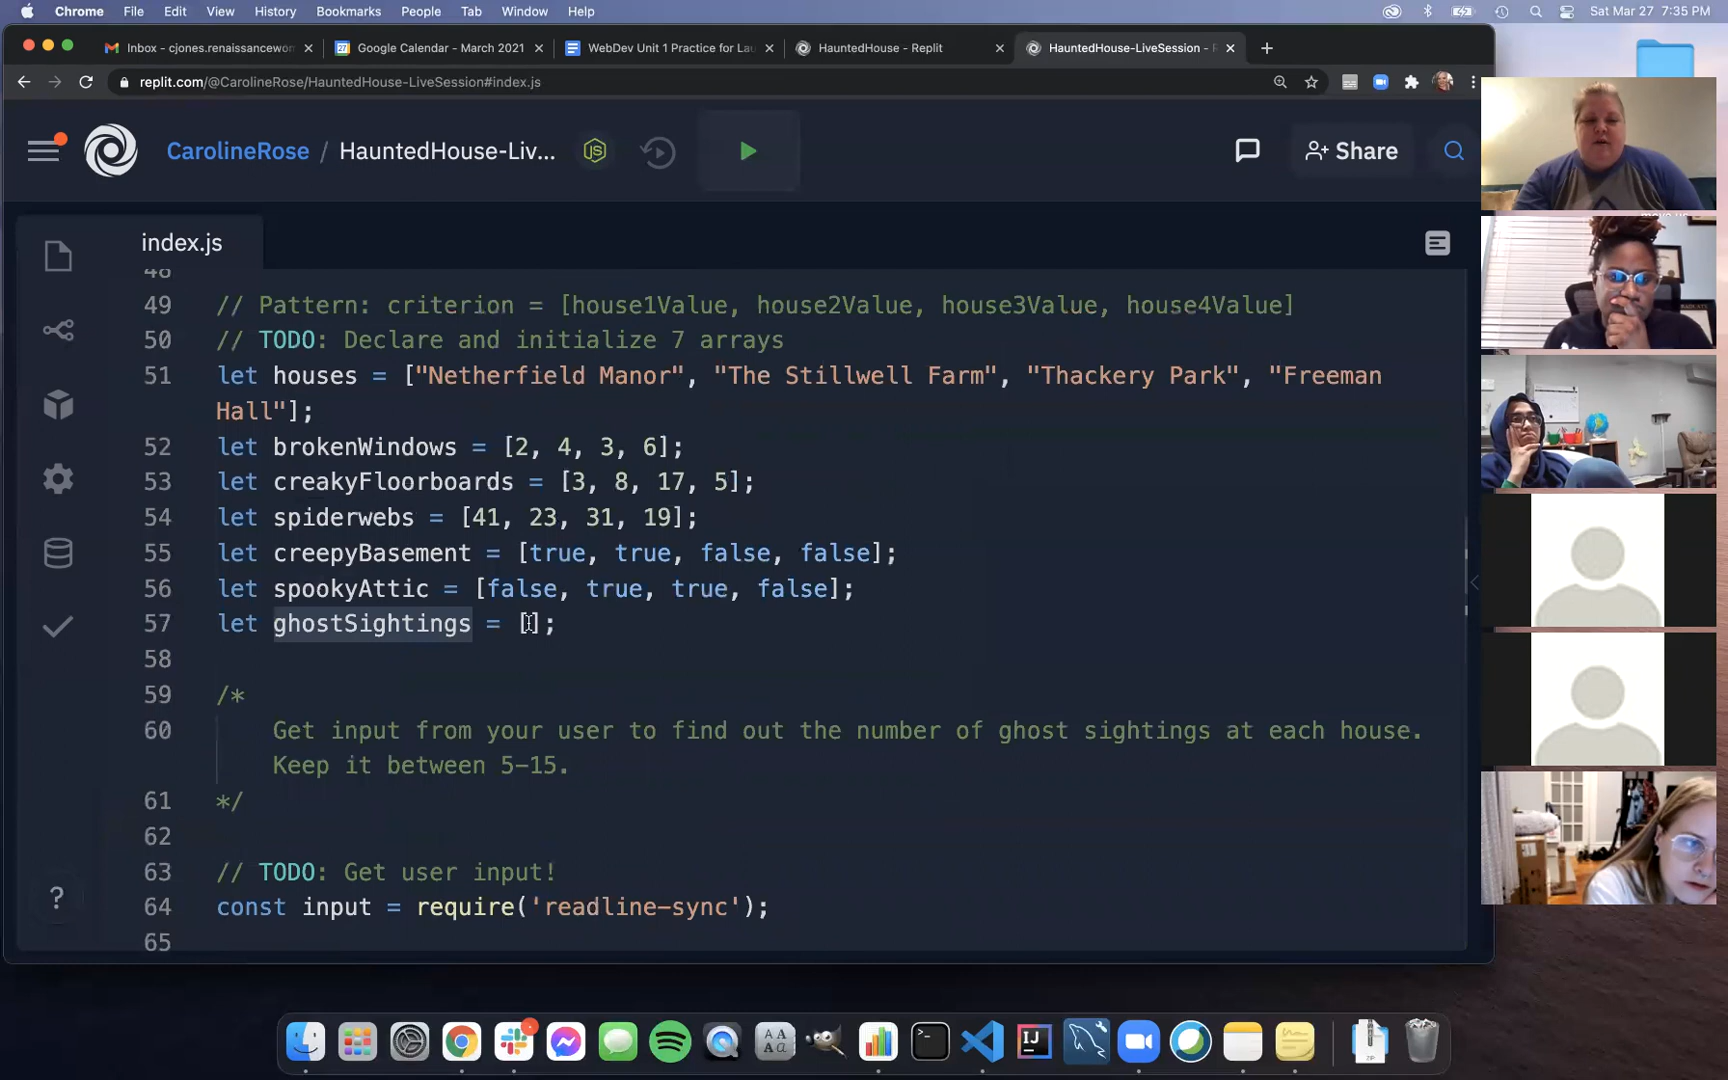 Chrome File Edit View History Bookmarks People Tab Window Help Sat Mar 27 7:35 PM
Inbox - cjones.renaissancewon Google Calendar - March 2021 WebDev Unit 1 Practice for Lau HauntedHouse - Replit HauntedHouse-LiveSession - R
replit.com/@CarolineRose/HauntedHouse-LiveSession#index.js
CarolineRose / HauntedHouse-Liv... JS Share
index.js
48
49 // Pattern: criterion = [house1Value, house2Value, house3Value, house4Value]
50 // TODO: Declare and initialize 7 arrays
51 let houses = ["Netherfield Manor", "The Stillwell Farm", "Thackery Park", "Freeman
Hall"];
52 let brokenWindows = [2, 4, 3, 6];
53 let creakyFloorboards = [3, 8, 17, 5];
54 let spiderwebs = [41, 23, 31, 19];
55 let creepyBasement = [true, true, false, false];
56 let spookyAttic = [false, true, true, false];
57 let ghostSightings = [];
58
59 /*
60 Get input from your user to find out the number of ghost sightings at each house.
Keep it between 5-15.
61 */
62
63 // TODO: Get user input!
64 const input = require('readline-sync');
65
?